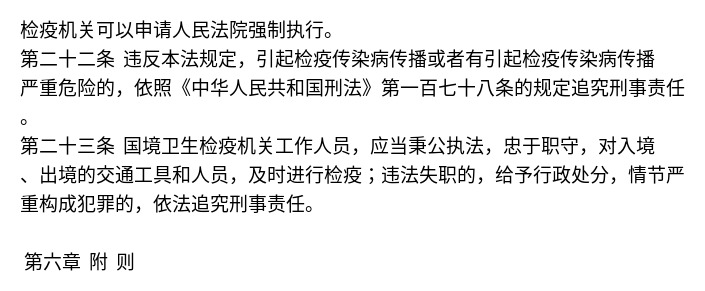 检疫机关可以申请人民法院强制执行。
第二十二条 违反本法规定，引起检疫传染病传播或者有引起检疫传染病传播
严重危险的，依照《中华人民共和国刑法》第一百七十八条的规定追究刑事责任
。
第二十三条 国境卫生检疫机关工作人员，应当秉公执法，忠于职守，对入境
、出境的交通工具和人员，及时进行检疫；违法失职的，给予行政处分，情节严
重构成犯罪的，依法追究刑事责任。
第六章 附 则